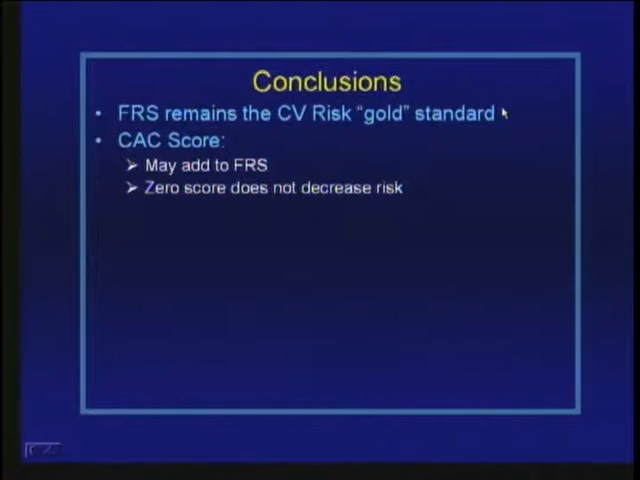 Conclusions
• FRS remains the CV Risk “gold” standard
• CAC Score:
➢ May add to FRS
➢ Zero score does not decrease risk